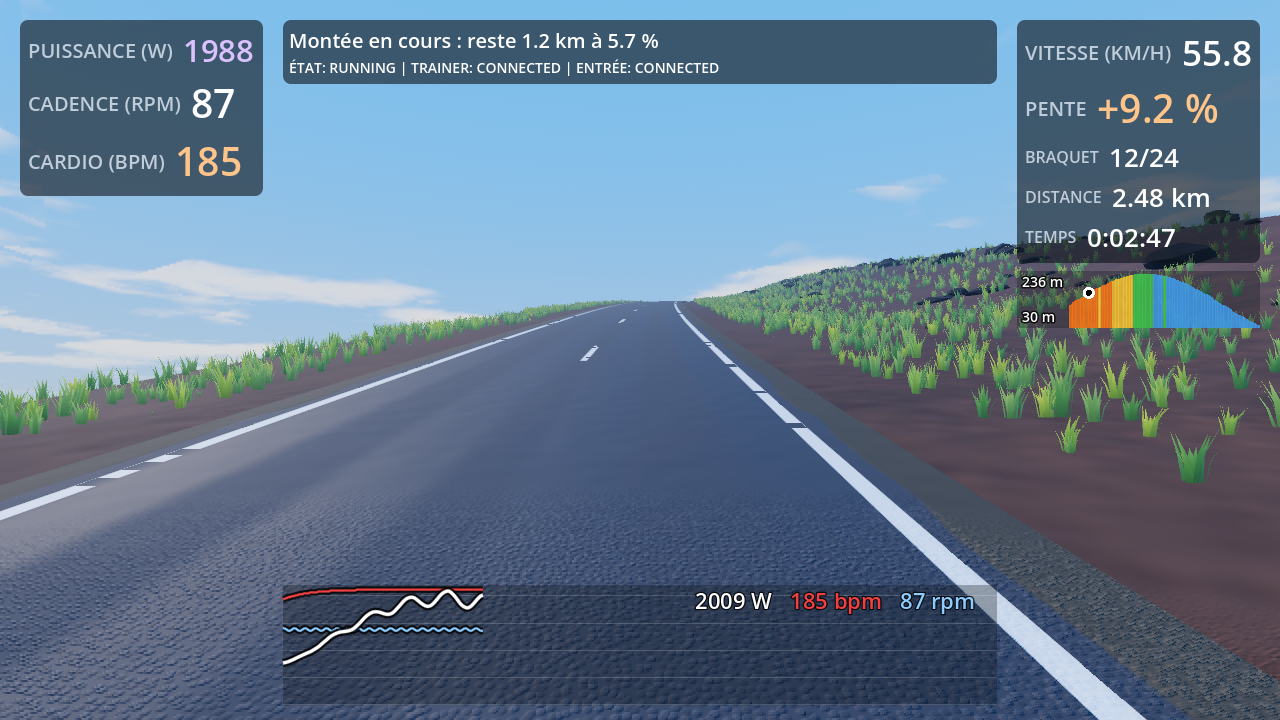 PUISSANCE (W) 1988
CADENCE (RPM) 87
CARDIO (BPM) 185
Montée en cours : reste 1.2 km à 5.7 %
ÉTAT: RUNNING | TRAINER: CONNECTED | ENTRÉE: CONNECTED
VITESSE (KM/H) 55.8
PENTE +9.2 %
BRAQUET 12/24
DISTANCE 2.48 km
TEMPS 0:02:47
236 m
30 m
2009 W 185 bpm 87 rpm